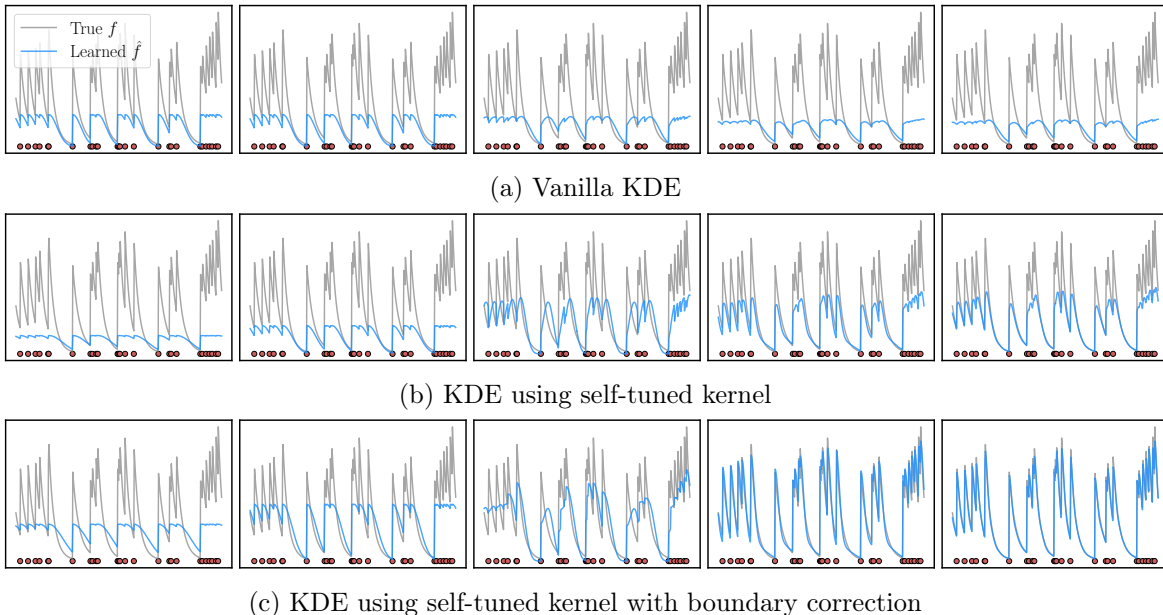 True f
Learned f̂
(a) Vanilla KDE
(b) KDE using self-tuned kernel
(c) KDE using self-tuned kernel with boundary correction